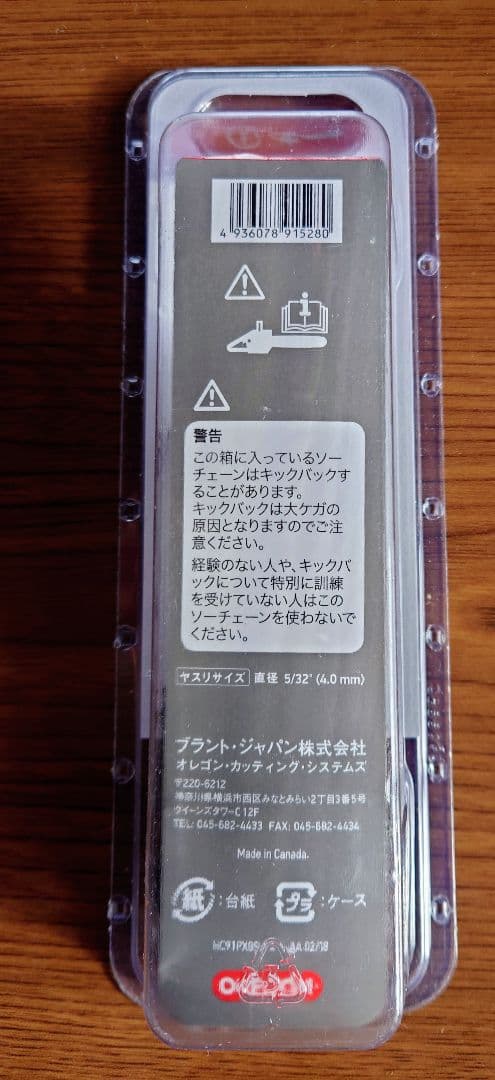 4 936078 915280
警告
この箱に入っているソー
チェーンはキックバックす
ることがあります。
キックバックは大ケガの
原因となりますのでご注
意ください。
経験のない人や、キックバ
ックについて特別に訓練
を受けていない人はこの
ソーチェーンを使わないで
ください。
ヤスリサイズ 直径 5/32" (4.0 mm)
ブラント・ジャパン株式会社
オレゴン・カッティング・システムズ
〒220-6212
神奈川県横浜市西区みなとみらい2丁目3番5号
クイーンズタワーC 12F
TEL: 045-682-4433 FAX: 045-682-4434
Made in Canada.
紙 :台紙 プラ :ケース
AA 02/18